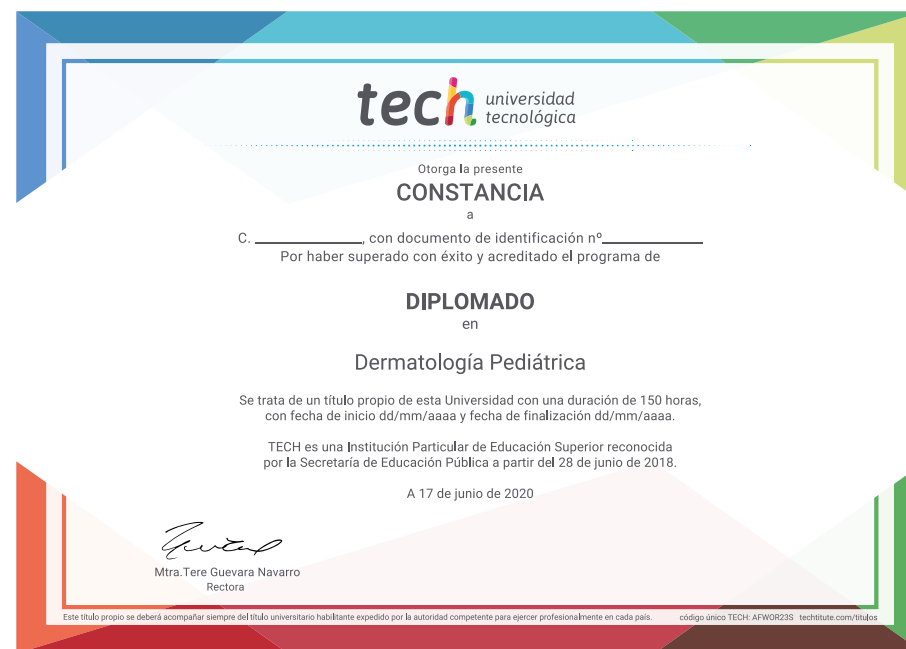 tech universidad
tecnológica
Otorga la presente
CONSTANCIA
a
C. ____________, con documento de identificación nº____________
Por haber superado con éxito y acreditado el programa de
DIPLOMADO
en
Dermatología Pediátrica
Se trata de un título propio de esta Universidad con una duración de 150 horas,
con fecha de inicio dd/mm/aaaa y fecha de finalización dd/mm/aaaa.
TECH es una Institución Particular de Educación Superior reconocida
por la Secretaría de Educación Pública a partir del 28 de junio de 2018.
A 17 de junio de 2020
Mtra.Tere Guevara Navarro
Rectora
Este título propio se deberá acompañar siempre del título universitario habilitante expedido por la autoridad competente para ejercer profesionalmente en cada país. código único TECH: AFWOR23S techtitute.com/titulos